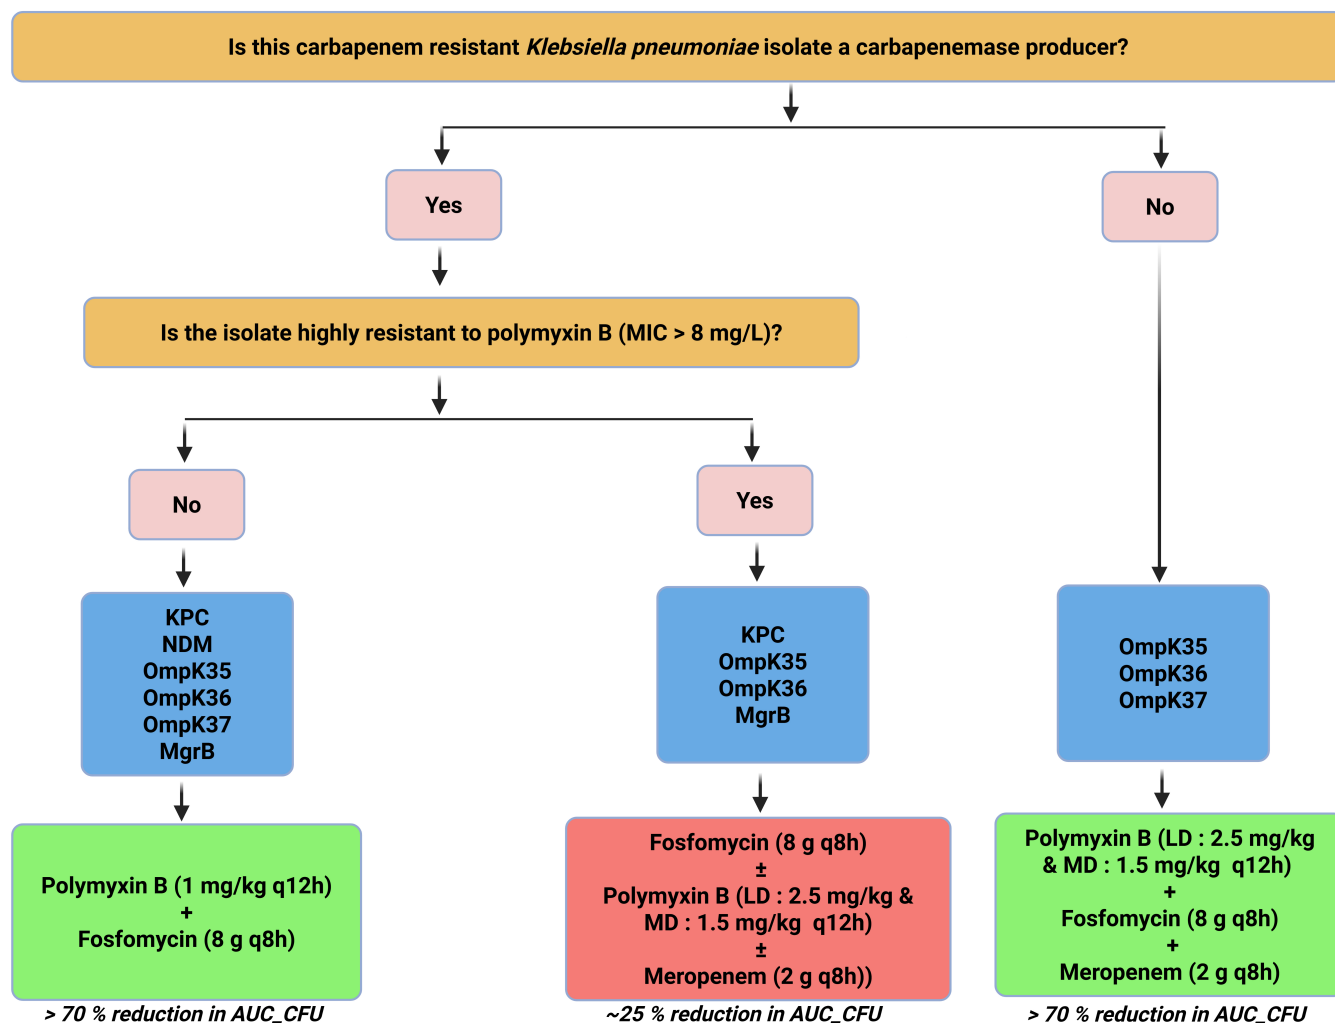 Is this carbapenem resistant Klebsiella pneumoniae isolate a carbapenemase producer?
Yes
No
Is the isolate highly resistant to polymyxin B (MIC > 8 mg/L)?
No
Yes
KPC
NDM
OmpK35
OmpK36
OmpK37
MgrB
KPC
OmpK35
OmpK36
MgrB
OmpK35
OmpK36
OmpK37
Polymyxin B (1 mg/kg q12h)
+
Fosfomycin (8 g q8h)
> 70 % reduction in AUC_CFU
Fosfomycin (8 g q8h)
±
Polymyxin B (LD : 2.5 mg/kg &
MD : 1.5 mg/kg q12h)
±
Meropenem (2 g q8h))
~25 % reduction in AUC_CFU
Polymyxin B (LD : 2.5 mg/kg
& MD : 1.5 mg/kg q12h)
+
Fosfomycin (8 g q8h)
+
Meropenem (2 g q8h)
> 70 % reduction in AUC_CFU